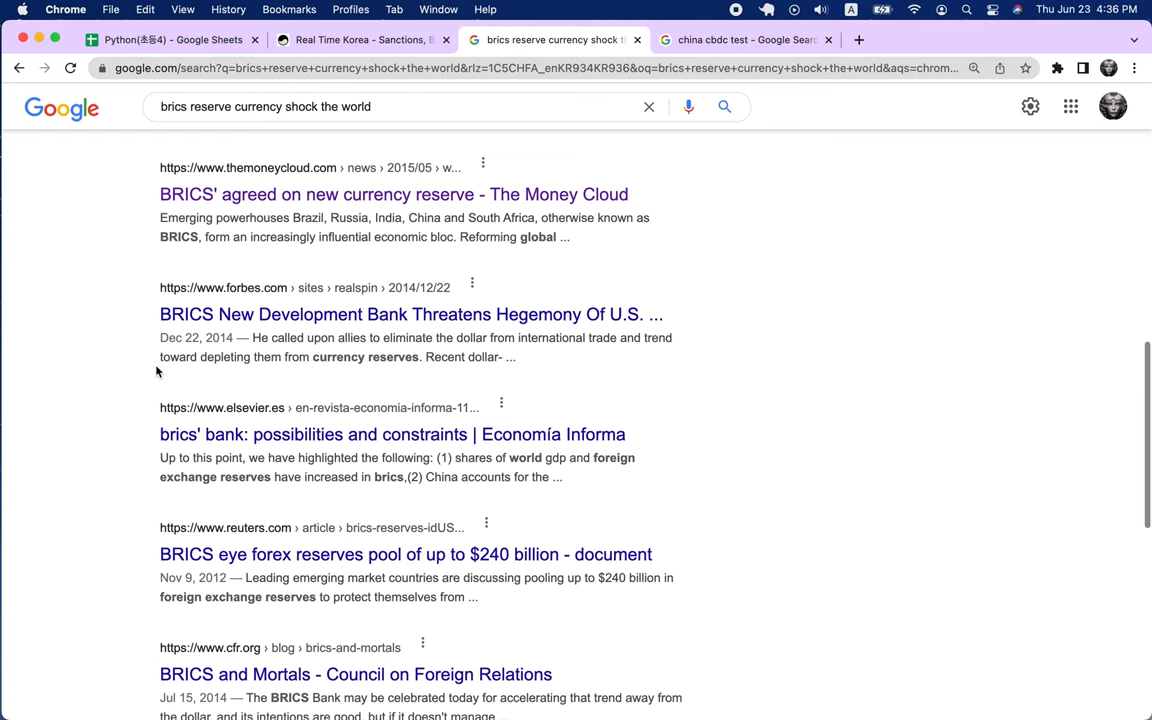 Chrome File Edit View History Bookmarks Profiles Tab Window Help A Thu Jun 23 4:36 PM
Python(초등4) - Google Sheets Real Time Korea - Sanctions, B brics reserve currency shock t china cbdc test - Google Searc
google.com/search?q=brics+reserve+currency+shock+the+world&rlz=1C5CHFA_enKR934KR936&oq=brics+reserve+currency+shock+the+world&aqs=chrom...
Google brics reserve currency shock the world
https://www.themoneycloud.com › news › 2015/05 › w...
BRICS' agreed on new currency reserve - The Money Cloud
Emerging powerhouses Brazil, Russia, India, China and South Africa, otherwise known as
BRICS, form an increasingly influential economic bloc. Reforming global ...
https://www.forbes.com › sites › realspin › 2014/12/22
BRICS New Development Bank Threatens Hegemony Of U.S. ...
Dec 22, 2014 — He called upon allies to eliminate the dollar from international trade and trend
toward depleting them from currency reserves. Recent dollar- ...
https://www.elsevier.es › en-revista-economia-informa-11...
brics' bank: possibilities and constraints | Economía Informa
Up to this point, we have highlighted the following: (1) shares of world gdp and foreign
exchange reserves have increased in brics,(2) China accounts for the ...
https://www.reuters.com › article › brics-reserves-idUS...
BRICS eye forex reserves pool of up to $240 billion - document
Nov 9, 2012 — Leading emerging market countries are discussing pooling up to $240 billion in
foreign exchange reserves to protect themselves from ...
https://www.cfr.org › blog › brics-and-mortals
BRICS and Mortals - Council on Foreign Relations
Jul 15, 2014 — The BRICS Bank may be celebrated today for accelerating that trend away from
the dollar, and its intentions are good, but if it doesn't manage ...